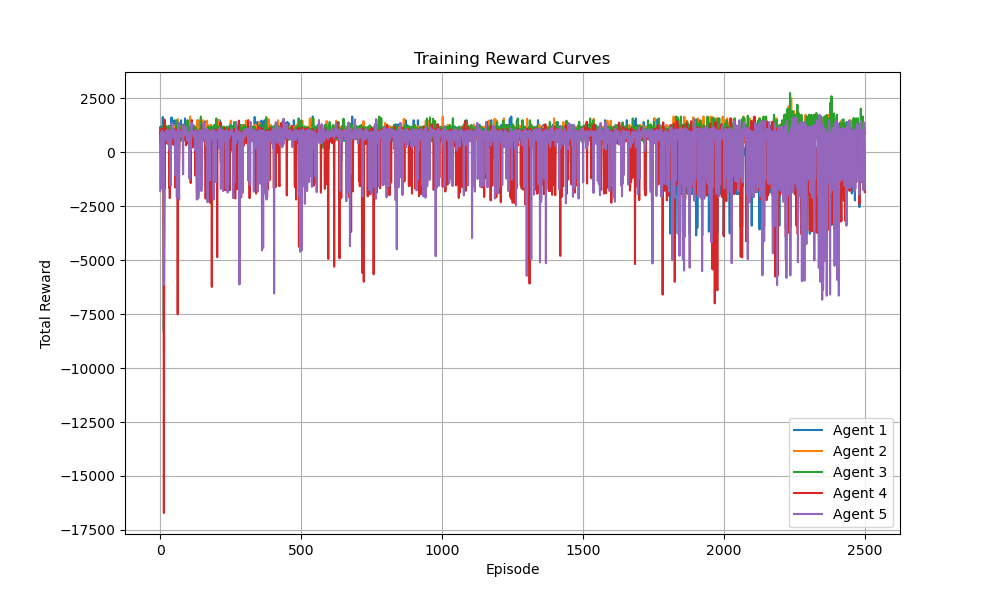 Training Reward Curves
2500
0
−2500
−5000
−7500
−10000
−12500
−15000
−17500
Total Reward
0
500
1000
1500
2000
2500
Episode
Agent 1
Agent 2
Agent 3
Agent 4
Agent 5